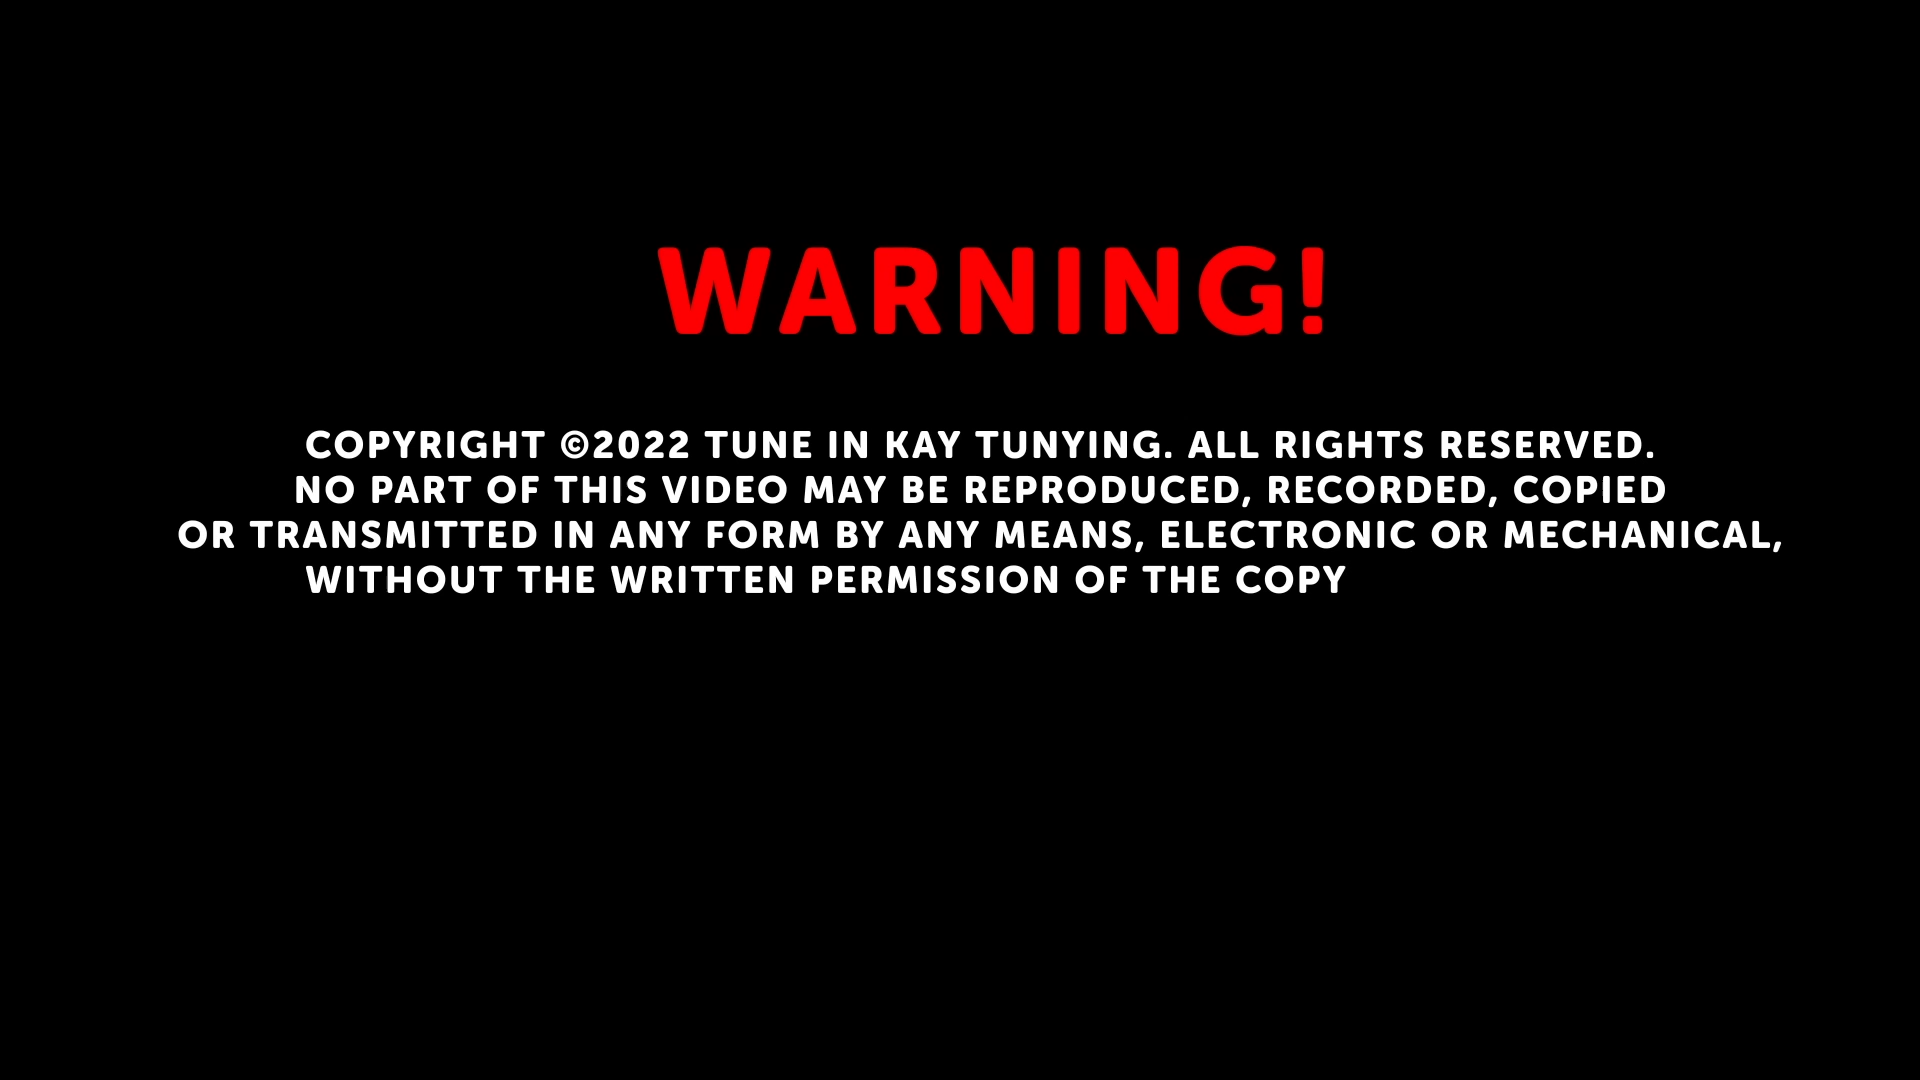 WARNING!
COPYRIGHT ©2022 TUNE IN KAY TUNYING. ALL RIGHTS RESERVED.
NO PART OF THIS VIDEO MAY BE REPRODUCED, RECORDED, COPIED
OR TRANSMITTED IN ANY FORM BY ANY MEANS, ELECTRONIC OR MECHANICAL,
WITHOUT THE WRITTEN PERMISSION OF THE COPY